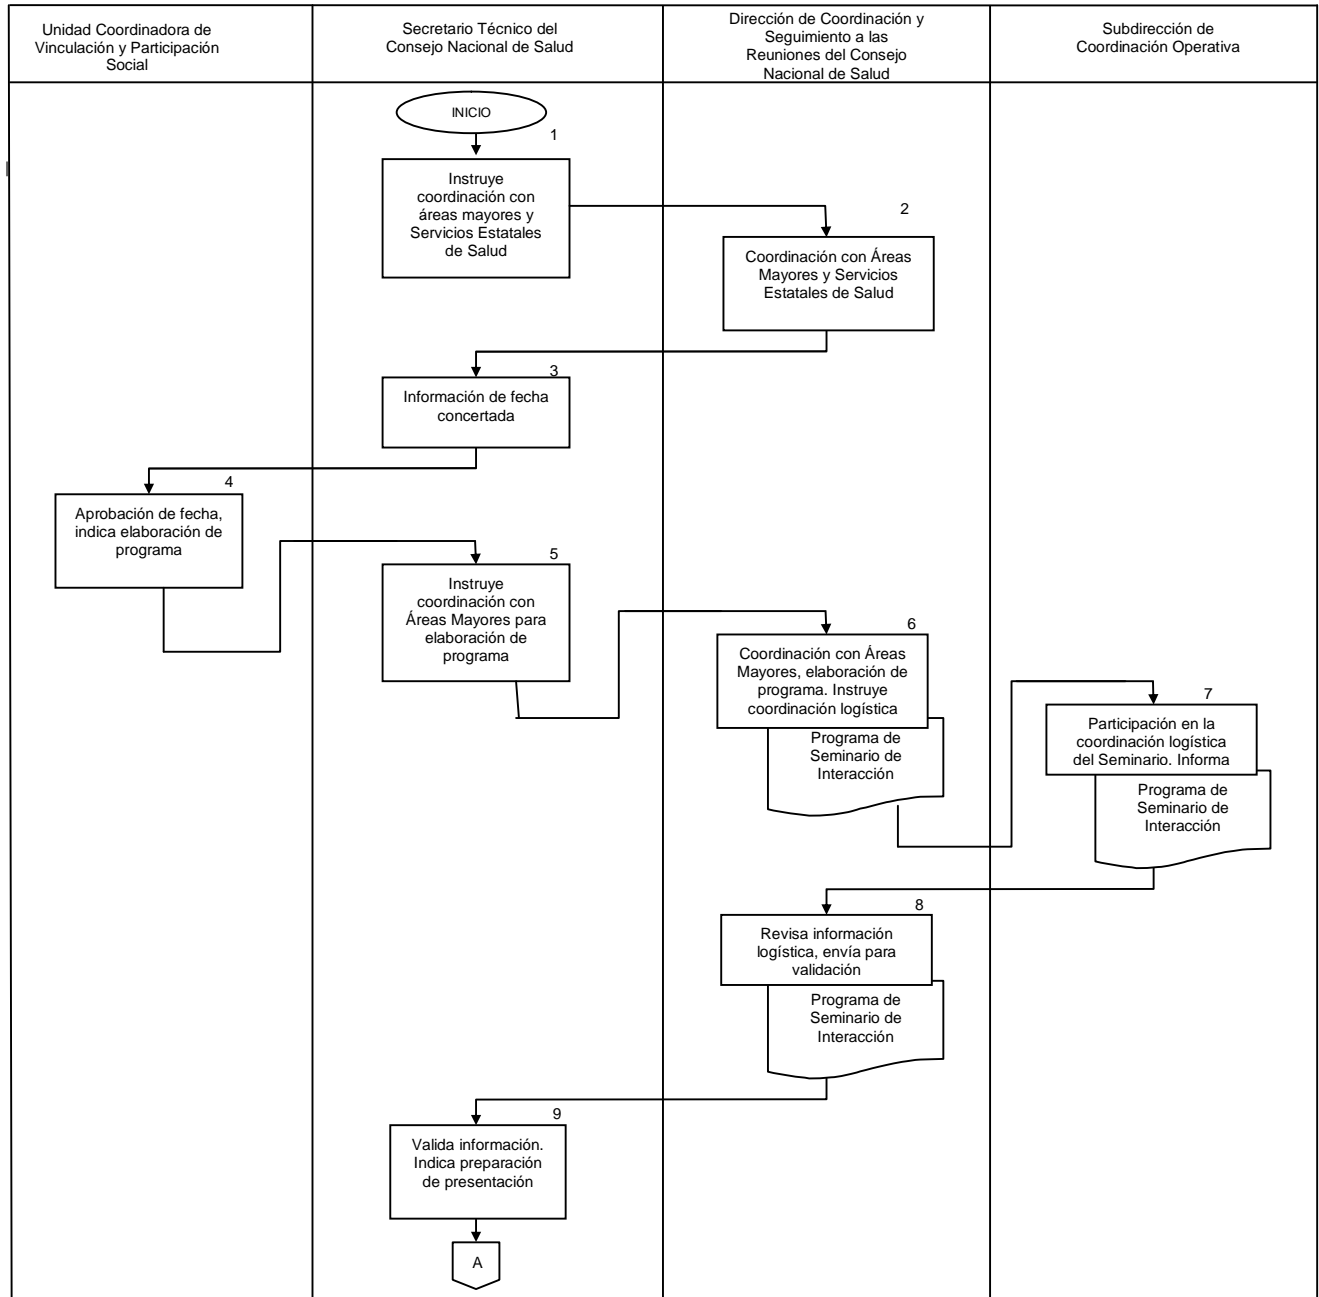 Unidad Coordinadora de
Vinculación y Participación
Social
Secretario Técnico del
Consejo Nacional de Salud
Dirección de Coordinación y
Seguimiento a las
Reuniones del Consejo
Nacional de Salud
Subdirección de
Coordinación Operativa
INICIO
1
Instruye
coordinación con
áreas mayores y
Servicios Estatales
de Salud
2
Coordinación con Áreas
Mayores y Servicios
Estatales de Salud
3
Información de fecha
concertada
4
Aprobación de fecha,
indica elaboración de
programa
5
Instruye
coordinación con
Áreas Mayores para
elaboración de
programa
6
Coordinación con Áreas
Mayores, elaboración de
programa. Instruye
coordinación logística
Programa de
Seminario de
Interacción
7
Participación en la
coordinación logística
del Seminario. Informa
Programa de
Seminario de
Interacción
8
Revisa información
logística, envía para
validación
Programa de
Seminario de
Interacción
9
Valida información.
Indica preparación
de presentación
A